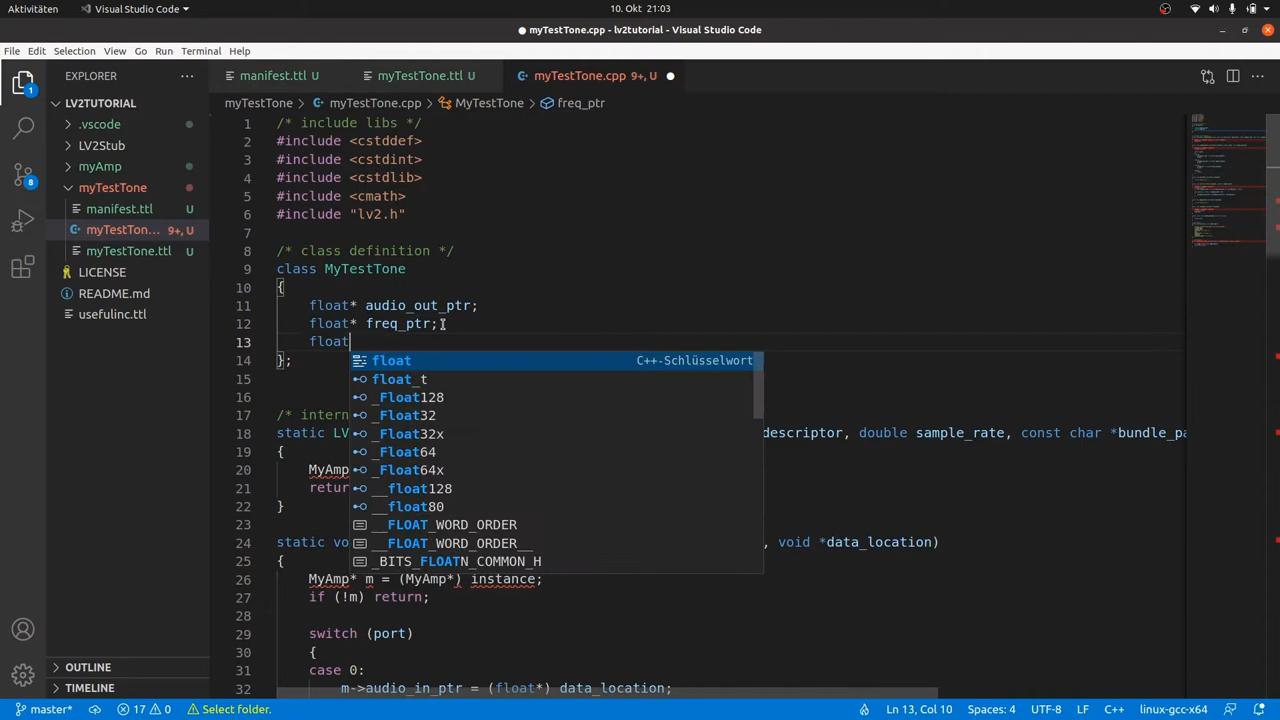 Aktivitäten
Visual Studio Code
10. Okt 21:03
myTestTone.cpp - lv2tutorial - Visual Studio Code
File Edit Selection View Go Run Terminal Help
EXPLORER
manifest.ttl U
myTestTone.ttl U
myTestTone.cpp 9+, U
LV2TUTORIAL
myTestTone > myTestTone.cpp > MyTestTone > freq_ptr;
.vscode
LV2Stub
myAmp
myTestTone
manifest.ttl U
myTestTon... 9+, U
myTestTone.ttl U
LICENSE
README.md
usefulinc.ttl
OUTLINE
TIMELINE
1
8
1 /* include libs */
2 #include <cstddef>
3 #include <cstdint>
4 #include <cstdlib>
5 #include <cmath>
6 #include "lv2.h"
7
8 /* class definition */
9 class MyTestTone
10 {
11 float* audio_out_ptr;
12 float* freq_ptr;
13 float
14 };
15
16
17 /* intern
18 static LV descriptor, double sample_rate, const char *bundle_pa
19 {
20 MyAmp
21 retur
22 }
23
24 static vo , void *data_location)
25 {
26 MyAmp* m = (MyAmp*) instance;
27 if (!m) return;
28
29 switch (port)
30 {
31 case 0:
32 m->audio_in_ptr = (float*) data_location;
float C++-Schlüsselwort
float_t
_Float128
_Float32
_Float32x
_Float64
_Float64x
__float128
__float80
__FLOAT_WORD_ORDER
__FLOAT_WORD_ORDER__
_BITS_FLOATN_COMMON_H
master* 17 0 Select folder. Ln 13, Col 10 Spaces: 4 UTF-8 LF C++ linux-gcc-x64